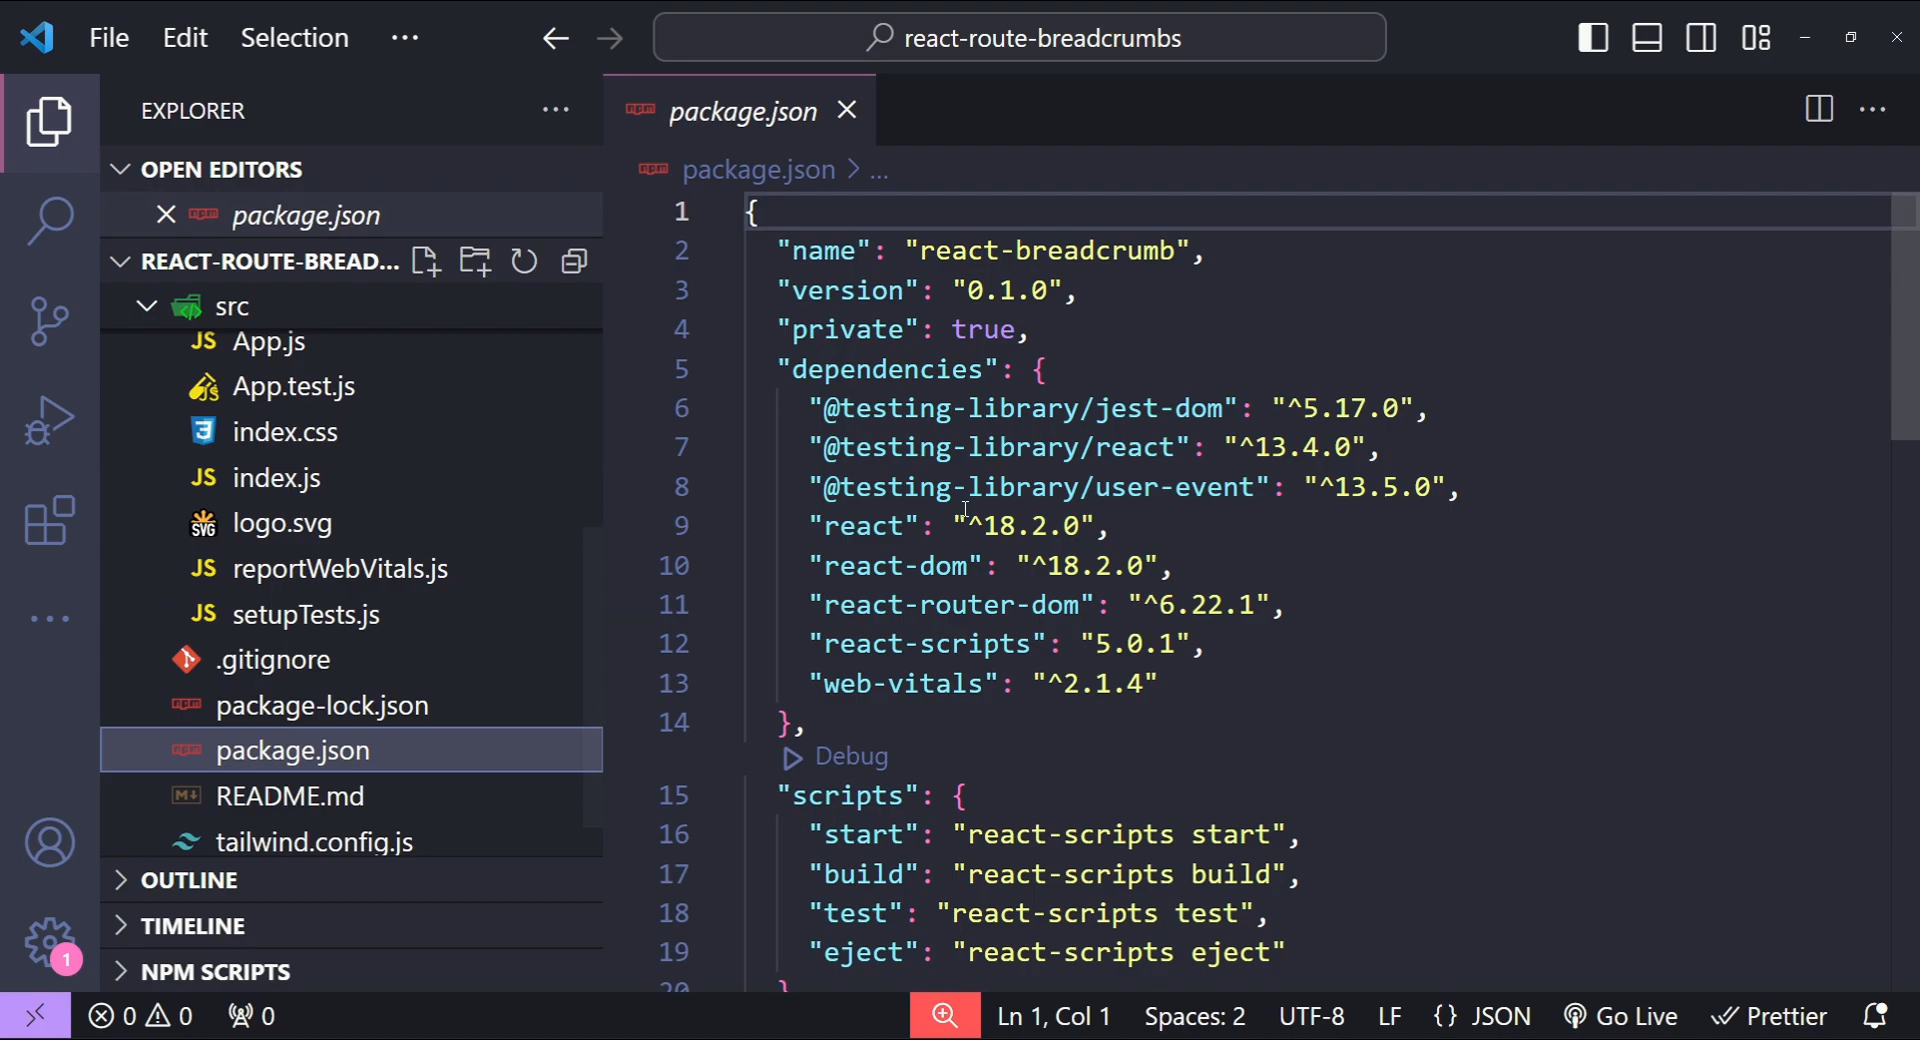 File Edit Selection ··· react-route-breadcrumbs
EXPLORER ···
OPEN EDITORS
package.json
REACT-ROUTE-BREAD...
src
JS App.js
App.test.js
index.css
JS index.js
SVG logo.svg
JS reportWebVitals.js
JS setupTests.js
.gitignore
package-lock.json
package.json
README.md
tailwind.config.js
OUTLINE
TIMELINE
NPM SCRIPTS
1
package.json
package.json > ...
1 {
2 "name": "react-breadcrumb",
3 "version": "0.1.0",
4 "private": true,
5 "dependencies": {
6 "@testing-library/jest-dom": "^5.17.0",
7 "@testing-library/react": "^13.4.0",
8 "@testing-library/user-event": "^13.5.0",
9 "react": "^18.2.0",
10 "react-dom": "^18.2.0",
11 "react-router-dom": "^6.22.1",
12 "react-scripts": "5.0.1",
13 "web-vitals": "^2.1.4"
14 },
Debug
15 "scripts": {
16 "start": "react-scripts start",
17 "build": "react-scripts build",
18 "test": "react-scripts test",
19 "eject": "react-scripts eject"
20 }
0 0 0 Ln 1, Col 1 Spaces: 2 UTF-8 LF {} JSON Go Live Prettier